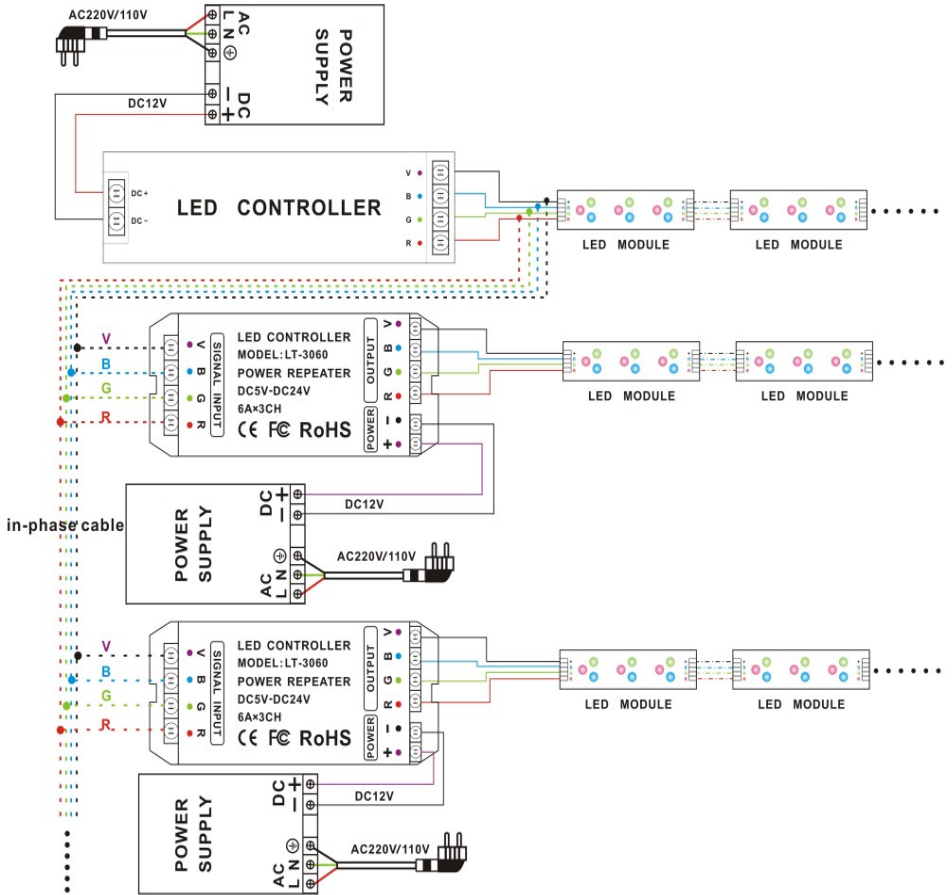 AC220V/110V
L AC
N
POWER
SUPPLY
DC12V
− DC
+
DC +
DC −
LED CONTROLLER
V
B
G
R
LED MODULE
LED MODULE
V
B
G
R
V
B
G
R
SIGNAL INPUT
LED CONTROLLER
MODEL:LT-3060
POWER REPEATER
DC5V-DC24V
6A×3CH
CE FC RoHS
OUTPUT
V
B
G
R
POWER
−
+
LED MODULE
LED MODULE
in-phase cable
POWER
SUPPLY
DC +
−
DC12V
AC N
L
AC220V/110V
V
B
G
R
V
B
G
R
SIGNAL INPUT
LED CONTROLLER
MODEL:LT-3060
POWER REPEATER
DC5V-DC24V
6A×3CH
CE FC RoHS
OUTPUT
V
B
G
R
POWER
−
+
LED MODULE
LED MODULE
POWER
SUPPLY
DC +
−
DC12V
AC N
L
AC220V/110V